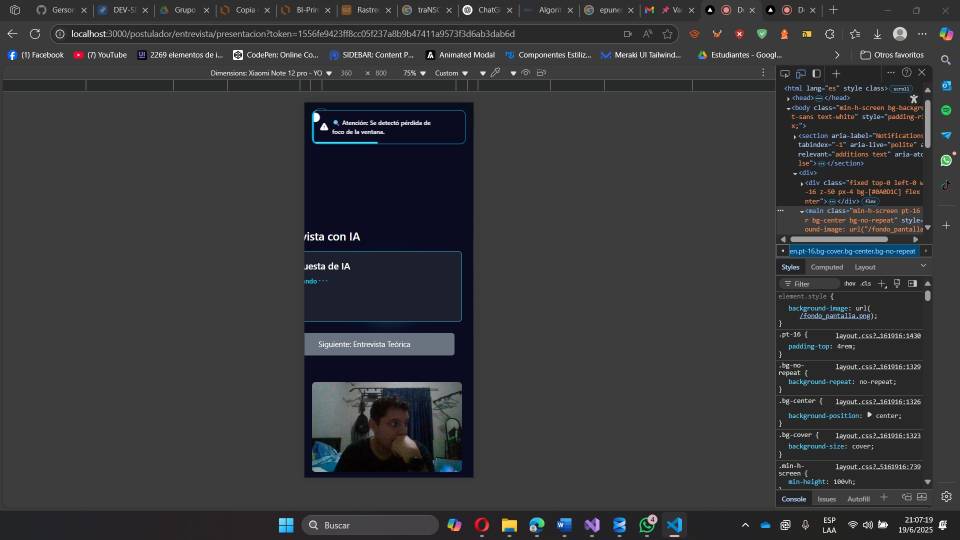 Gersor
DEV-S
Grupo
Copia
BI-Prin
Rastre
traNSC
ChatG
Algori
epune
Va
D
D
localhost:3000/postulador/entrevista/presentacion?token=1556fe9423ff8cc05f237a8b9b47411a9573f3d6ab3dab6d
(1) Facebook
(7) YouTube
2269 elementos de i...
CodePen: Online Co...
SIDEBAR: Content P...
Animated Modal
Componentes Estiliz...
Meraki UI Tailwind...
Estudiantes - Googl...
Otros favoritos
Dimensions: Xiaomi Note 12 pro - YO
360
×
800
75%
Custom
Atención: Se detectó pérdida de
foco de la ventana.
vista con IA
uesta de IA
ando
Siguiente: Entrevista Teórica
<html lang="es" style class>
scroll
<head>
</head>
<body class="min-h-screen bg-backgr
t-sans text-white" style="padding-ri
x;">
<section aria-label="Notifications
tabindex="-1" aria-live="polite"
relevant="additions text" aria-ato
</section>
<div>
<div class="fixed top-0 left-0 w
-16 z-50 px-4 bg-[#0A0D1C] flex
nter">
</div>
flex
<main class="min-h-screen pt-16
r bg-center bg-no-repeat" style=
ound-image: url("/fondo_pantalla
en.pt-16.bg-cover.bg-center.bg-no-repeat
Styles
Computed
Layout
Filter
:hov
.cls
element.style {
background-image: url(
/fondo_pantalla.png);
}
.pt-16 {
layout.css?…161916:1430
padding-top: 4rem;
}
.bg-no-
repeat {
layout.css?…161916:1329
background-repeat: no-repeat;
}
.bg-center {
layout.css?…161916:1326
background-position: center;
}
.bg-cover {
layout.css?…161916:1323
background-size: cover;
}
.min-h-
screen {
layout.css?…5161916:739
min-height: 100vh;
}
Console
Issues
Autofill
Buscar
4
ESP
LAA
21:07:19
19/6/2025